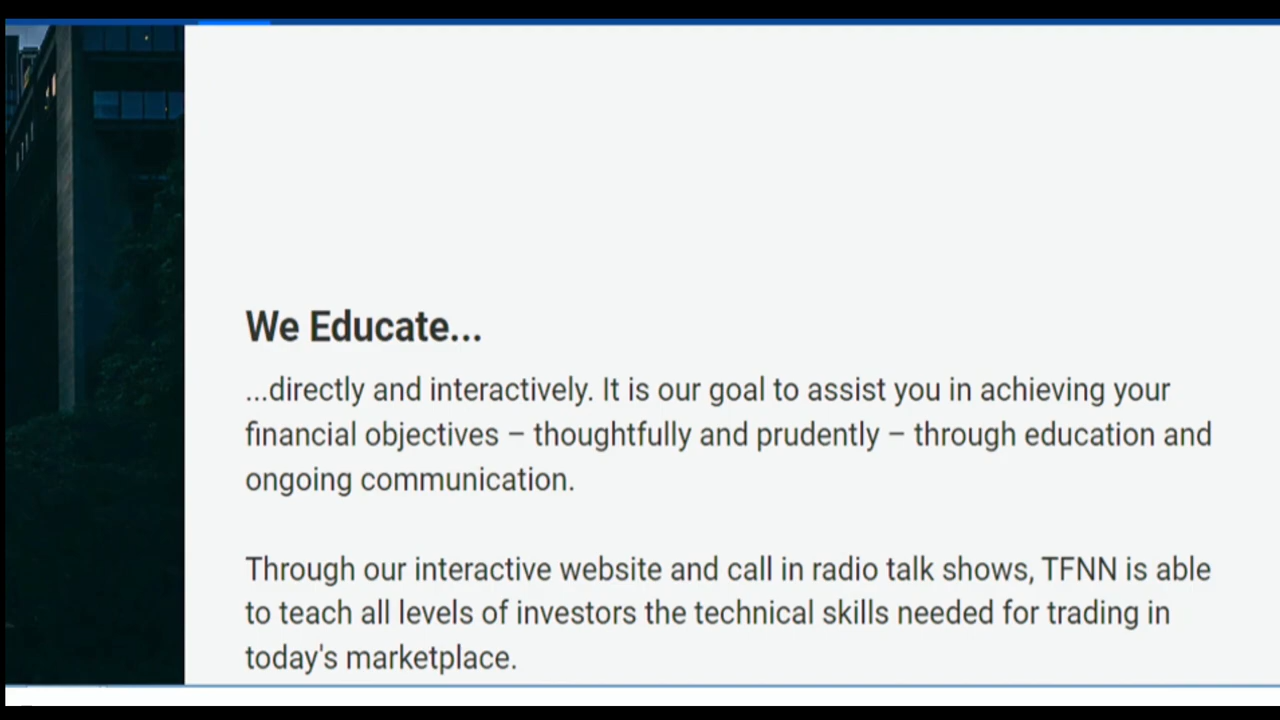 We Educate...
...directly and interactively. It is our goal to assist you in achieving your
financial objectives – thoughtfully and prudently – through education and
ongoing communication.
Through our interactive website and call in radio talk shows, TFNN is able
to teach all levels of investors the technical skills needed for trading in
today's marketplace.